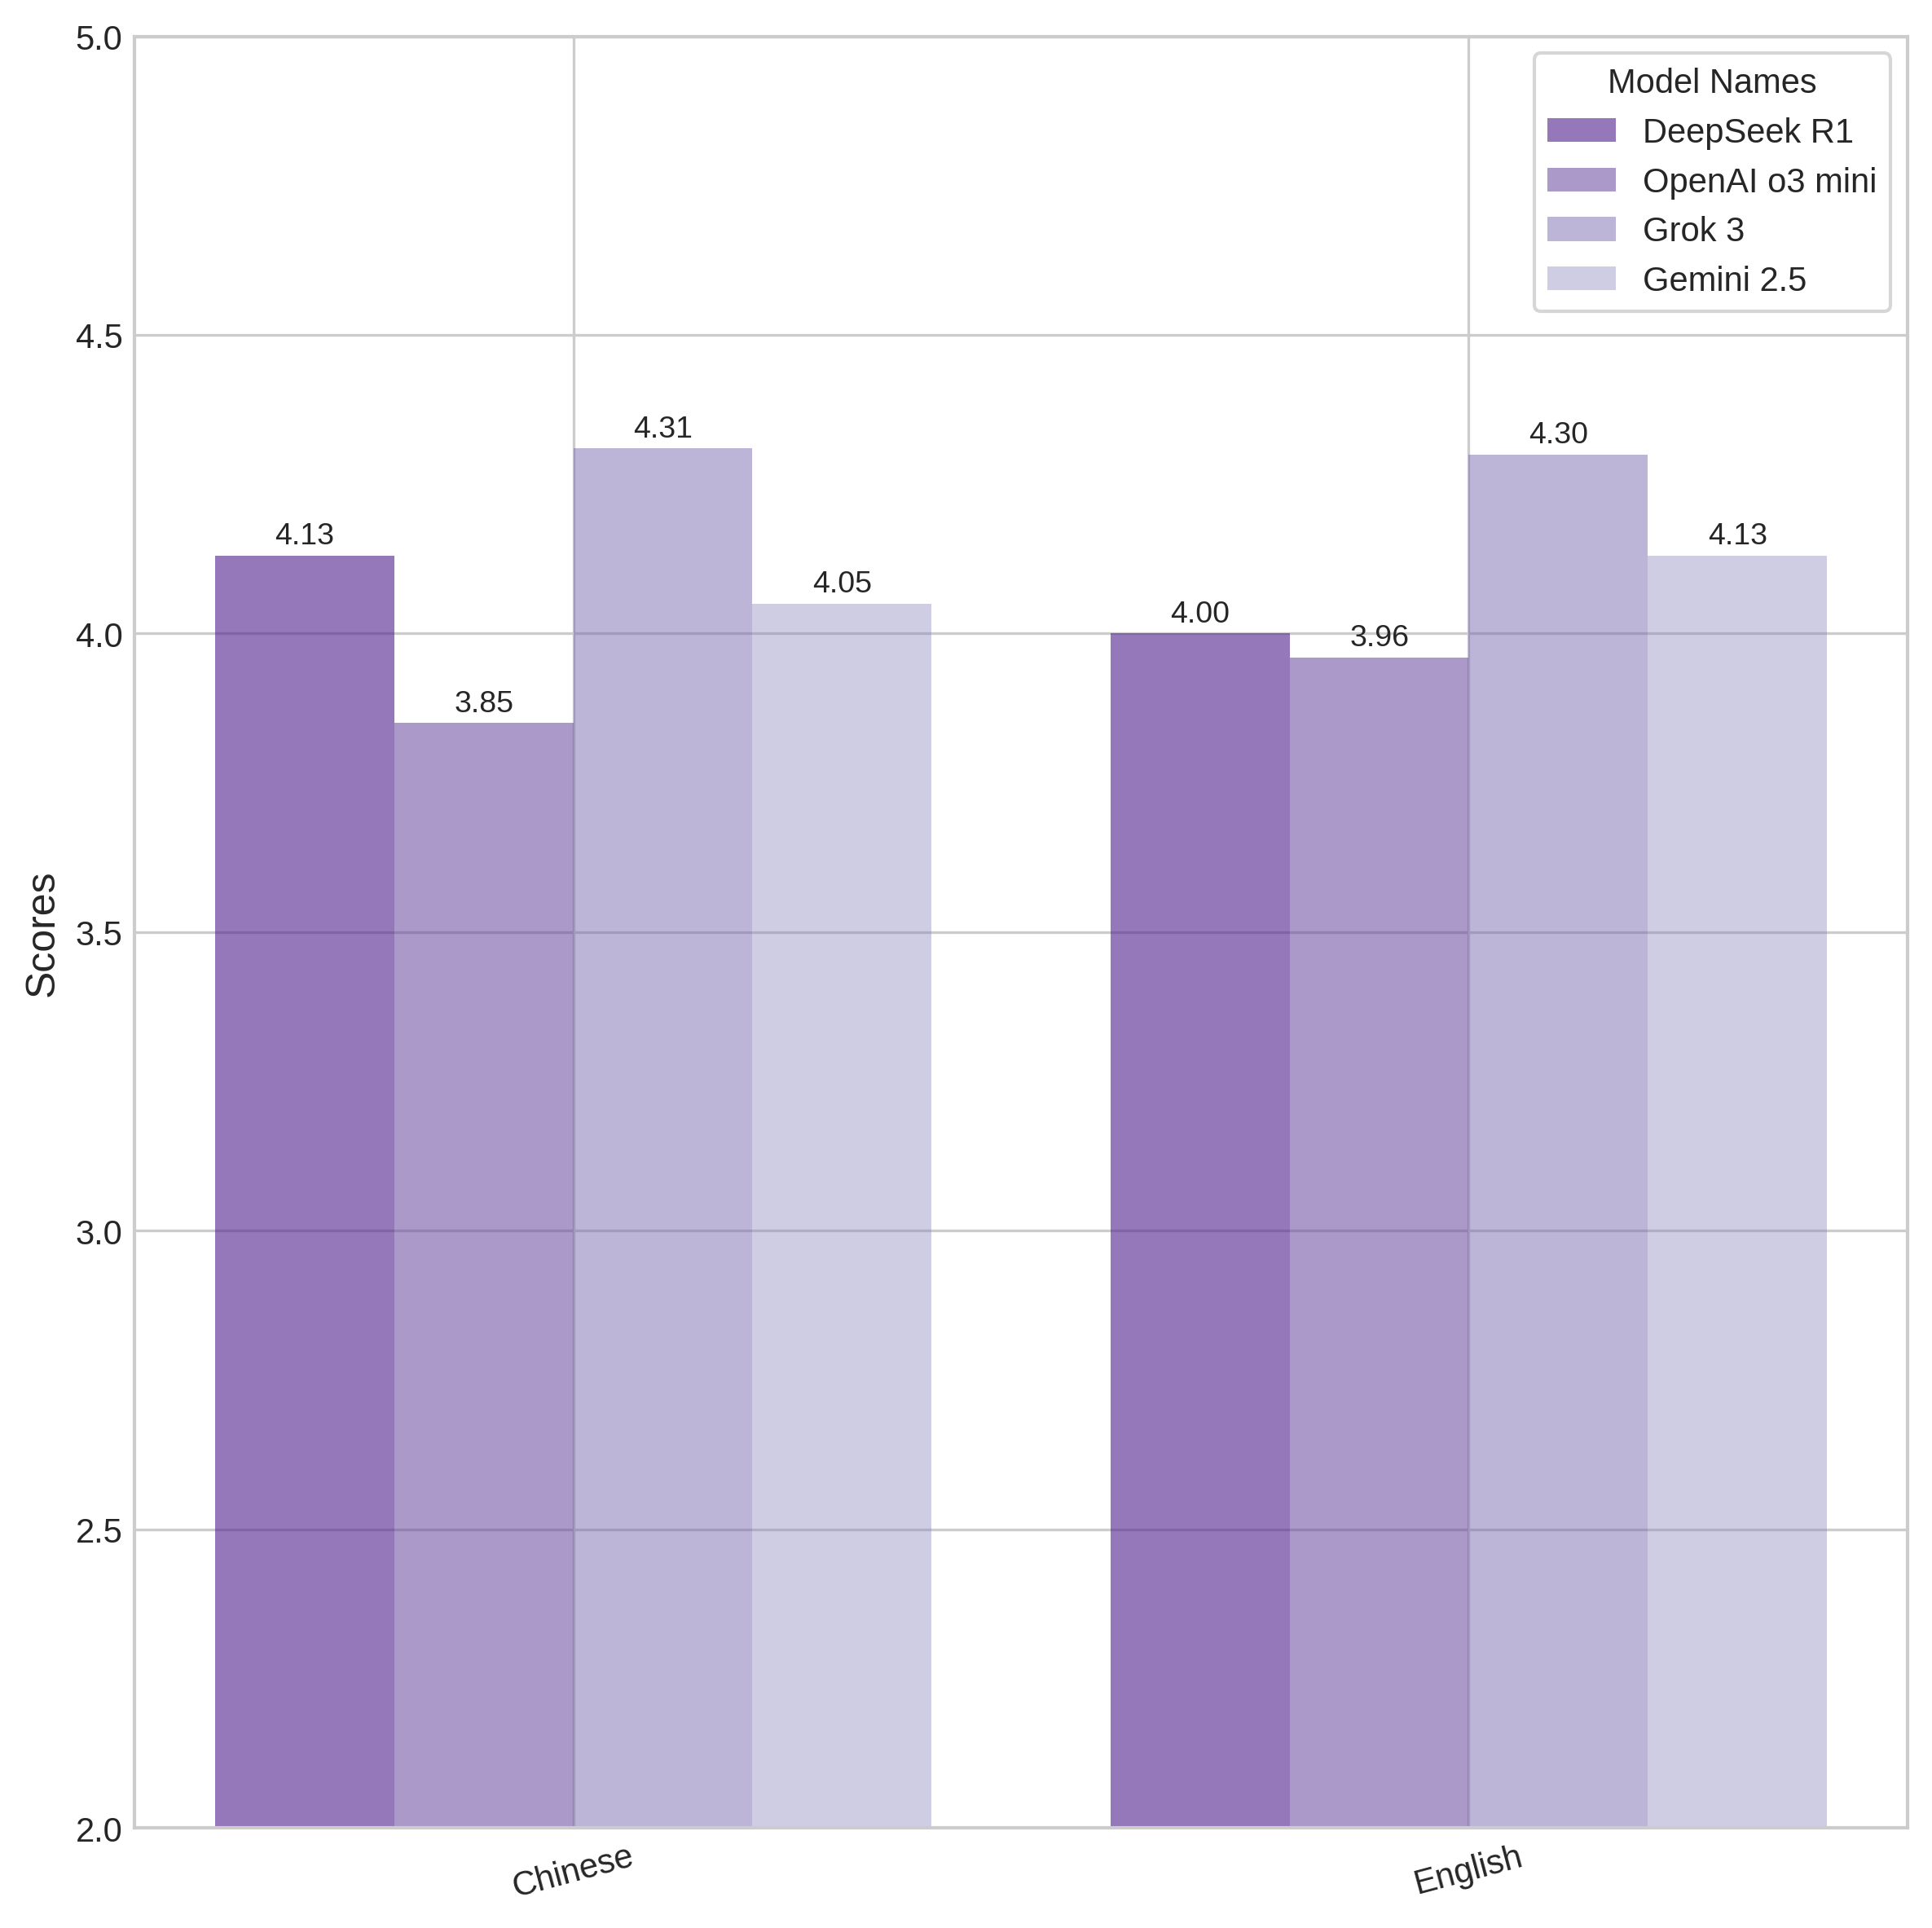 Model Names
DeepSeek R1
OpenAI o3 mini
Grok 3
Gemini 2.5
Scores
5.0
4.5
4.0
3.5
3.0
2.5
2.0
4.13
3.85
4.31
4.05
4.00
3.96
4.30
4.13
Chinese
English